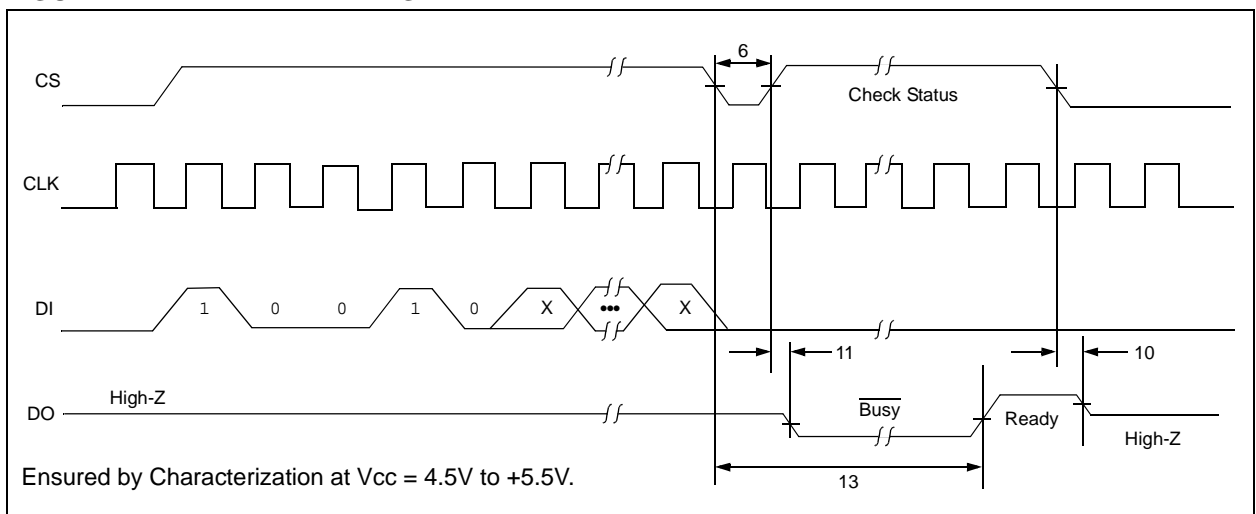 6
CS
Check Status
CLK
DI
1 0 0 1 0 X ••• X
11
10
High-Z
DO
Busy
Ready
High-Z
13
Ensured by Characterization at Vcc = 4.5V to +5.5V.